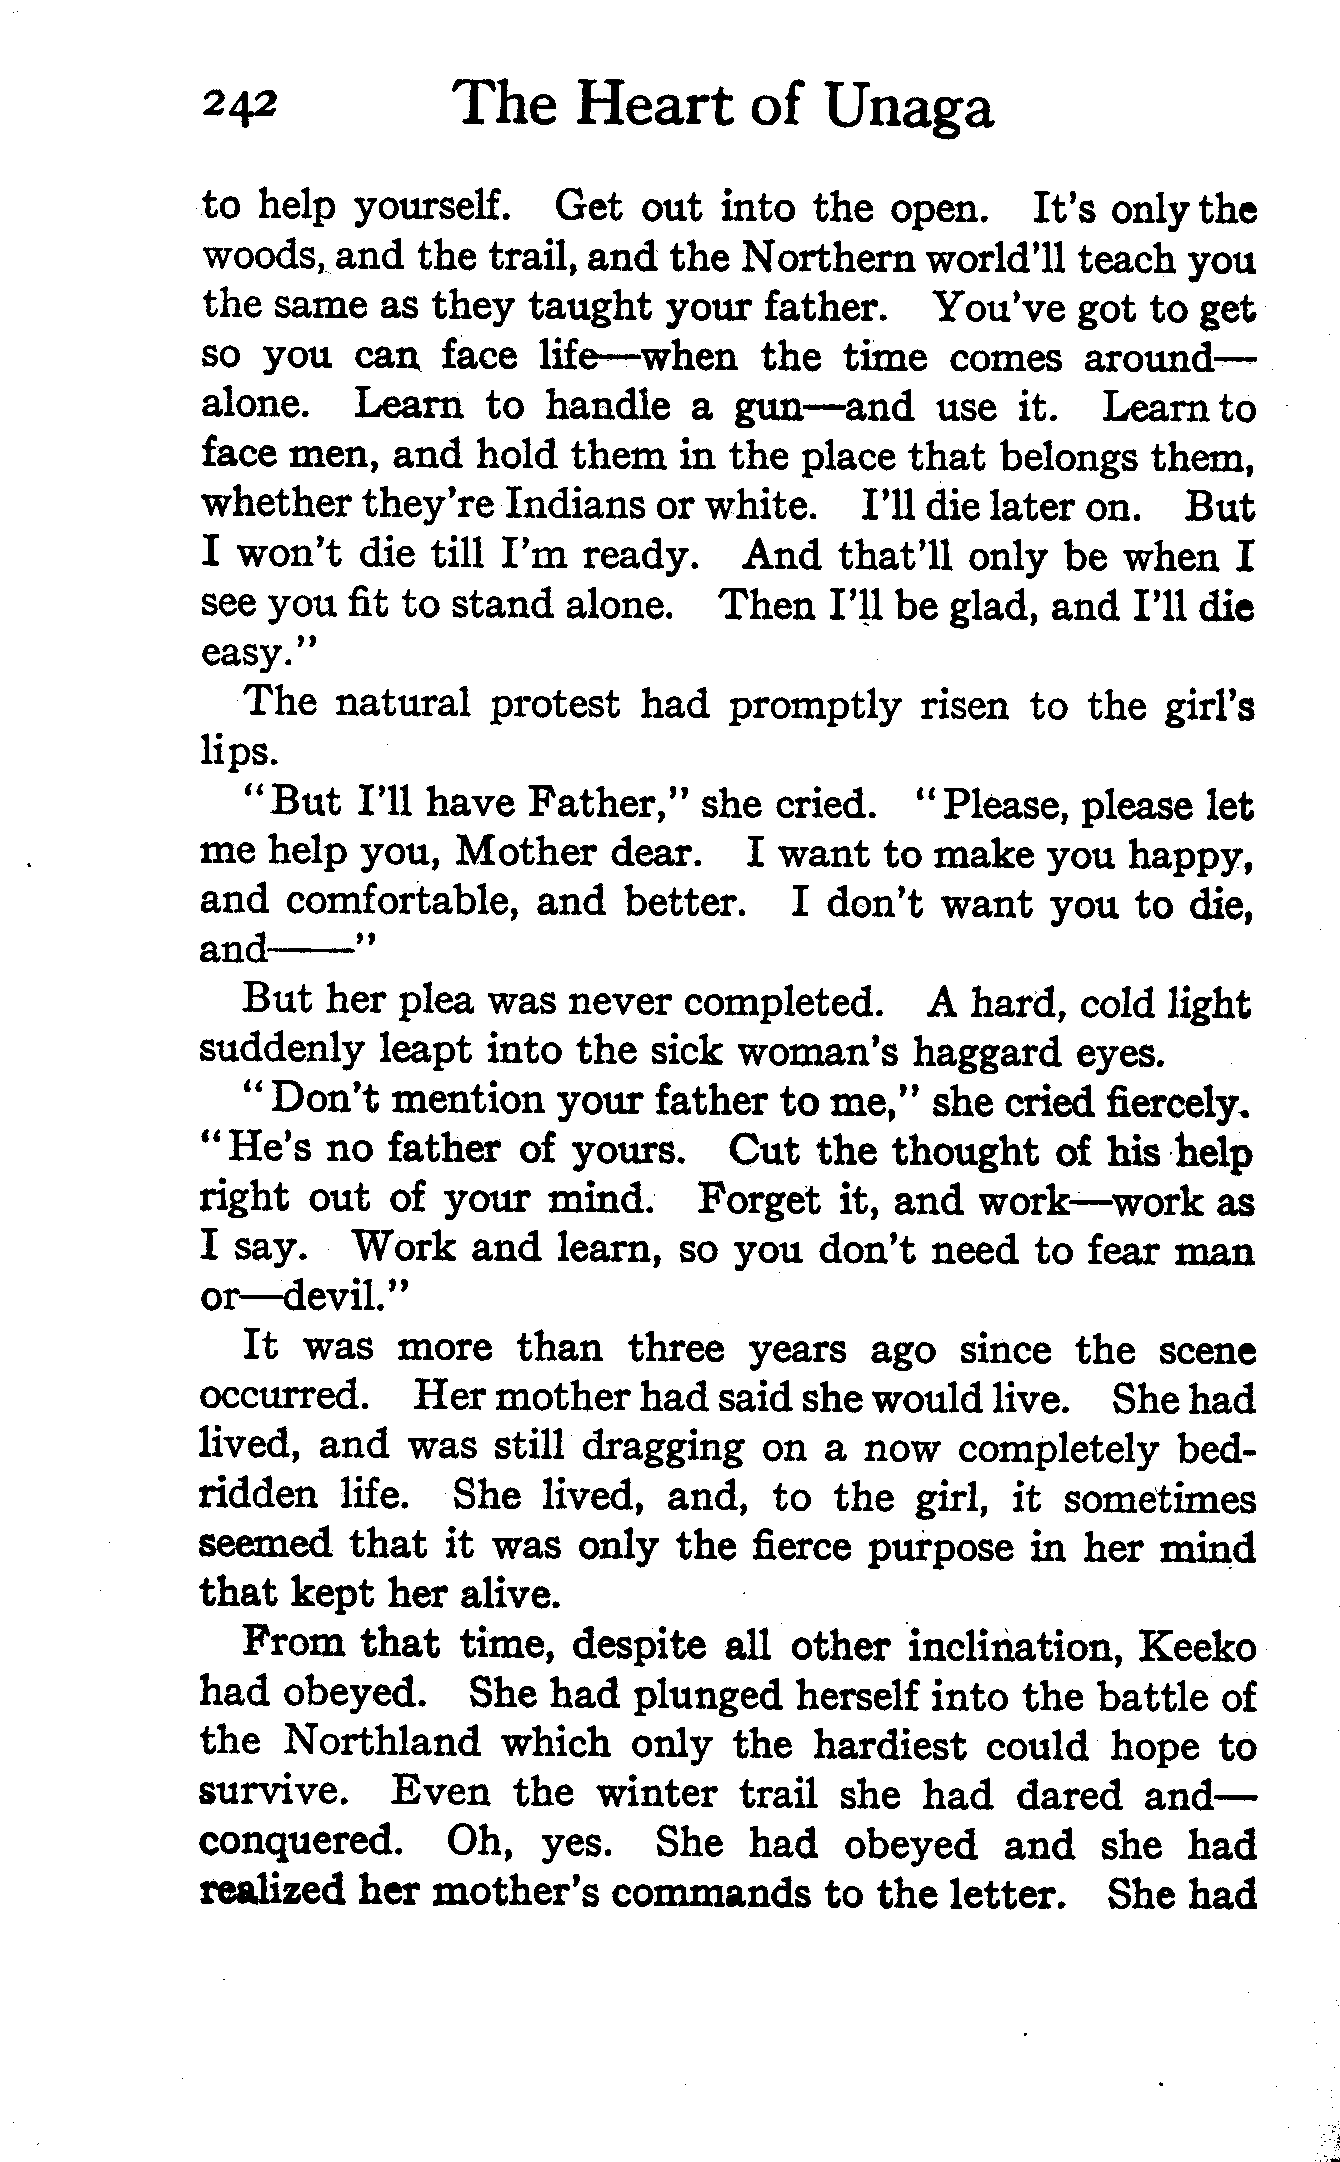 242 The Heart of Unaga
to help yourself. Get out into the open. It's only the
woods, and the trail, and the Northern world'll teach you
the same as they taught your father. You've got to get
so you can face life—when the time comes around—
alone. Learn to handle a gun—and use it. Learn to
face men, and hold them in the place that belongs them,
whether they're Indians or white. I'll die later on. But
I won't die till I'm ready. And that'll only be when I
see you fit to stand alone. Then I'll be glad, and I'll die
easy."
The natural protest had promptly risen to the girl's
lips.
"But I'll have Father," she cried. "Please, please let
me help you, Mother dear. I want to make you happy,
and comfortable, and better. I don't want you to die,
and——"
But her plea was never completed. A hard, cold light
suddenly leapt into the sick woman's haggard eyes.
"Don't mention your father to me," she cried fiercely.
"He's no father of yours. Cut the thought of his help
right out of your mind. Forget it, and work—work as
I say. Work and learn, so you don't need to fear man
or—devil."
It was more than three years ago since the scene
occurred. Her mother had said she would live. She had
lived, and was still dragging on a now completely bed-
ridden life. She lived, and, to the girl, it sometimes
seemed that it was only the fierce purpose in her mind
that kept her alive.
From that time, despite all other inclination, Keeko
had obeyed. She had plunged herself into the battle of
the Northland which only the hardiest could hope to
survive. Even the winter trail she had dared and—
conquered. Oh, yes. She had obeyed and she had
realized her mother's commands to the letter. She had